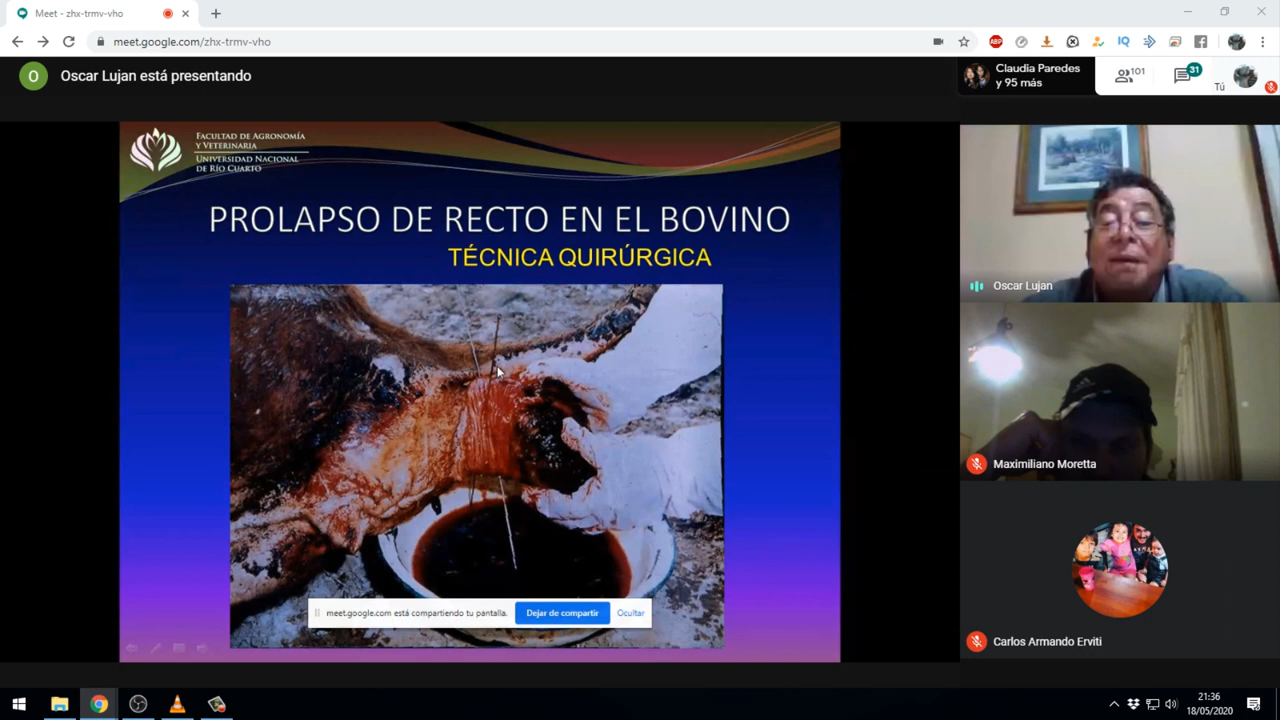 Meet - zhx-trmv-vho
meet.google.com/zhx-trmv-vho
ABP
IQ
O
Oscar Lujan está presentando
Claudia Paredes
y 95 más
101
31
Tú
FACULTAD DE AGRONOMÍA
Y VETERINARIA
UNIVERSIDAD NACIONAL
DE RÍO CUARTO
PROLAPSO DE RECTO EN EL BOVINO
TÉCNICA QUIRÚRGICA
Oscar Lujan
Maximiliano Moretta
meet.google.com está compartiendo tu pantalla.
Dejar de compartir
Ocultar
Carlos Armando Erviti
21:36
18/05/2020